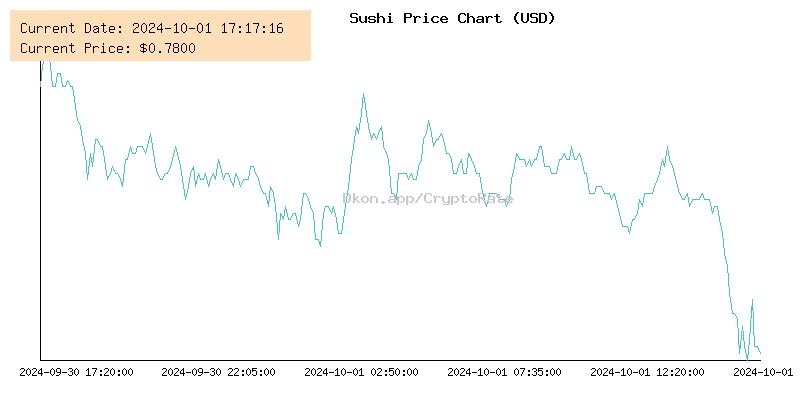 Sushi Price Chart (USD)
Current Date: 2024-10-01 17:17:16
Current Price: $0.7800
Dkon.app/CryptoRate
2024-09-30 17:20:00
2024-09-30 22:05:00
2024-10-01 02:50:00
2024-10-01 07:35:00
2024-10-01 12:20:00
2024-10-01